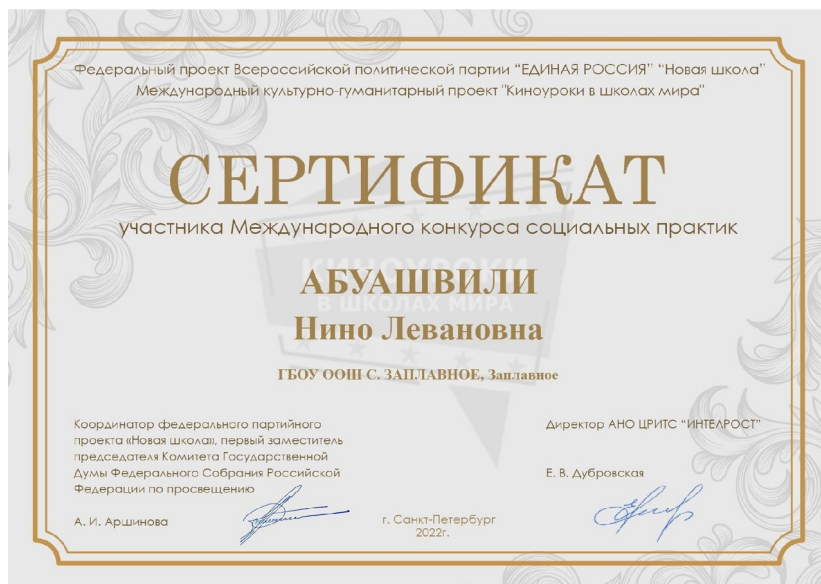 Федеральный проект Всероссийской политической партии "ЕДИНАЯ РОССИЯ" "Новая школа"
Международный культурно-гуманитарный проект "Киноуроки в школах мира"
СЕРТИФИКАТ
участника Международного конкурса социальных практик
КИНОУРОКИ
В ШКОЛАХ МИРА
АБУАШВИЛИ
Нино Левановна
ГБОУ ООШ С. ЗАПЛАВНОЕ, Заплавное
Координатор федерального партийного
проекта «Новая школа», первый заместитель
председателя Комитета Государственной
Думы Федерального Собрания Российской
Федерации по просвещению
А. И. Аршинова
Директор АНО ЦРИТС "ИНТЕЛРОСТ"
Е. В. Дубровская
г. Санкт-Петербург
2022г.